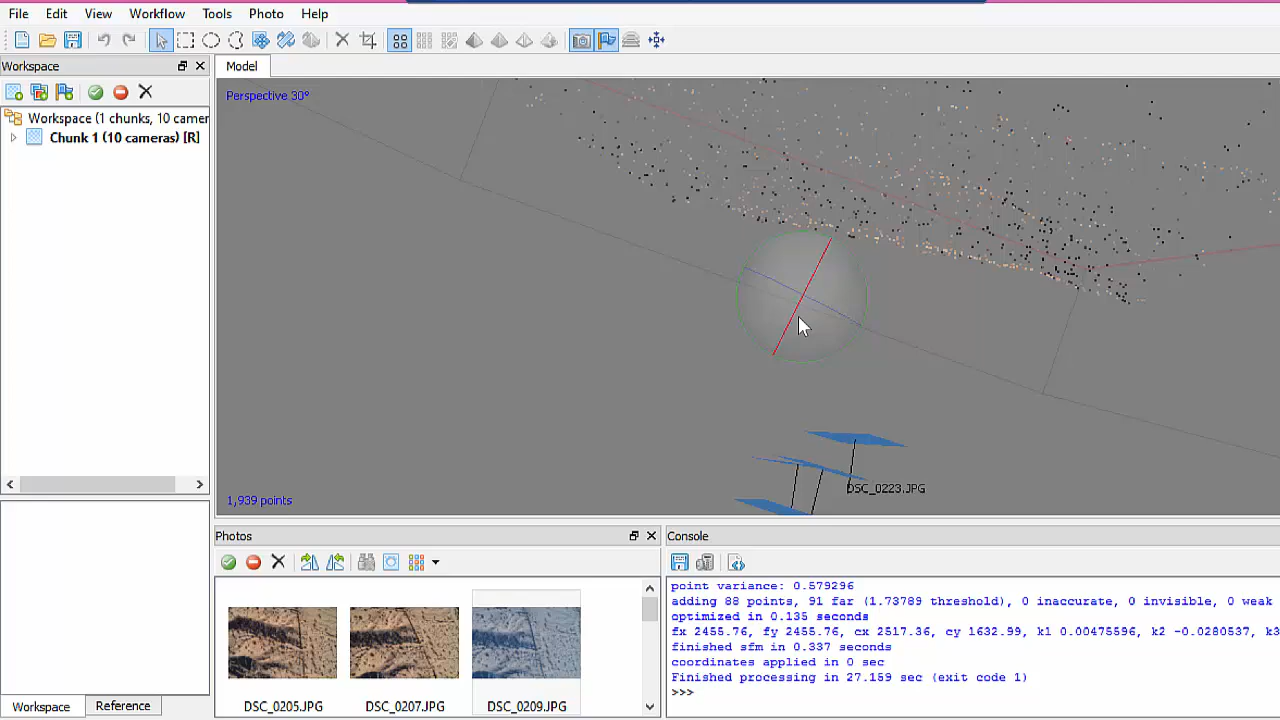 File Edit View Workflow Tools Photo Help
Workspace
Model
Workspace (1 chunks, 10 camer
Chunk 1 (10 cameras) [R]
Perspective 30°
DSC_0223.JPG
1,939 points
Workspace Reference
Photos
DSC_0205.JPG DSC_0207.JPG DSC_0209.JPG
Console
point variance: 0.579296
adding 88 points, 91 far (1.73789 threshold), 0 inaccurate, 0 invisible, 0 weak
optimized in 0.135 seconds
fx 2455.76, fy 2455.76, cx 2517.36, cy 1632.99, k1 0.00475596, k2 -0.0280537, k3
finished sfm in 0.337 seconds
coordinates applied in 0 sec
Finished processing in 27.159 sec (exit code 1)
>>>